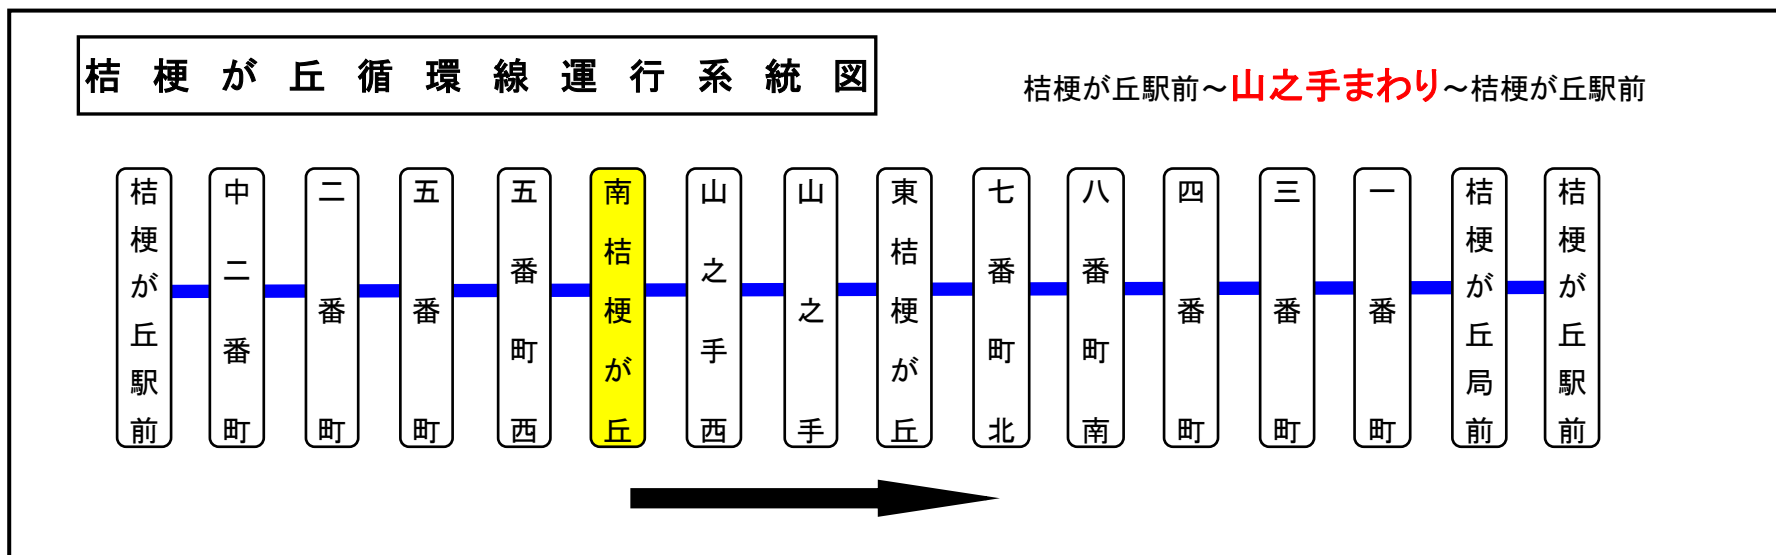 桔梗が丘循環線運行系統図
桔梗が丘駅前～山之手まわり～桔梗が丘駅前
桔梗が丘駅前
中二番町
二番町
五番町
五番町西
南桔梗が丘
山之手西
山之手
東桔梗が丘
七番町北
八番町南
四番町
三番町
一番町
桔梗が丘局前
桔梗が丘駅前